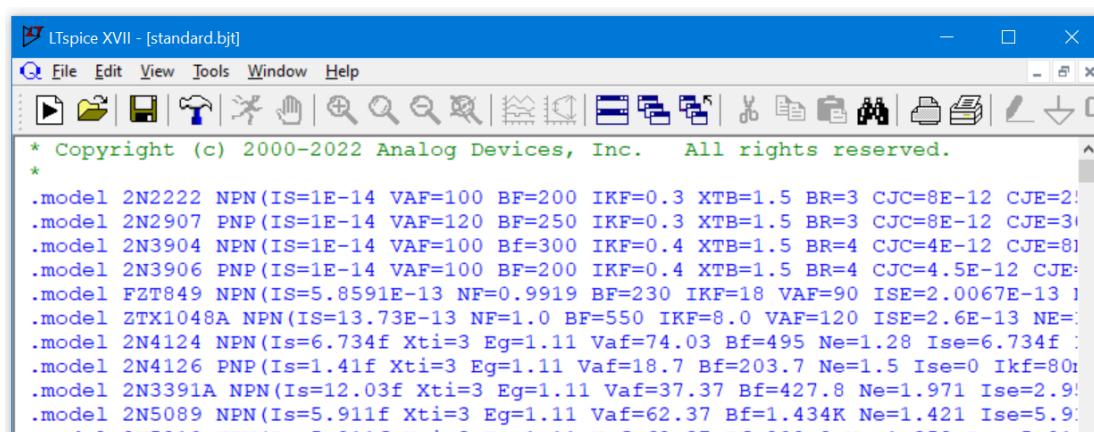 LTspice XVII - [standard.bjt]
File Edit View Tools Window Help
* Copyright (c) 2000-2022 Analog Devices, Inc. All rights reserved.
*
.model 2N2222 NPN(IS=1E-14 VAF=100 BF=200 IKF=0.3 XTB=1.5 BR=3 CJC=8E-12
.model 2N2907 PNP(IS=1E-14 VAF=120 BF=250 IKF=0.3 XTB=1.5 BR=3 CJC=8E-12
.model 2N3904 NPN(IS=1E-14 VAF=100 Bf=300 IKF=0.4 XTB=1.5 BR=4 CJC=4E-12
.model 2N3906 PNP(IS=1E-14 VAF=100 BF=200 IKF=0.4 XTB=1.5 BR=4 CJC=4.5E-12
.model FZT849 NPN(IS=5.8591E-13 NF=0.9919 BF=230 IKF=18 VAF=90 ISE=2.0067E-13
.model ZTX1048A NPN(IS=13.73E-13 NF=1.0 BF=550 IKF=8.0 VAF=120 ISE=2.6E-13
.model 2N4124 NPN(Is=6.734f Xti=3 Eg=1.11 Vaf=74.03 Bf=495 Ne=1.28 Ise=6.734f
.model 2N4126 PNP(Is=1.41f Xti=3 Eg=1.11 Vaf=18.7 Bf=203.7 Ne=1.5 Ise=0
.model 2N3391A NPN(Is=12.03f Xti=3 Eg=1.11 Vaf=37.37 Bf=427.8 Ne=1.971
.model 2N5089 NPN(Is=5.911f Xti=3 Eg=1.11 Vaf=62.37 Bf=1.434K Ne=1.421